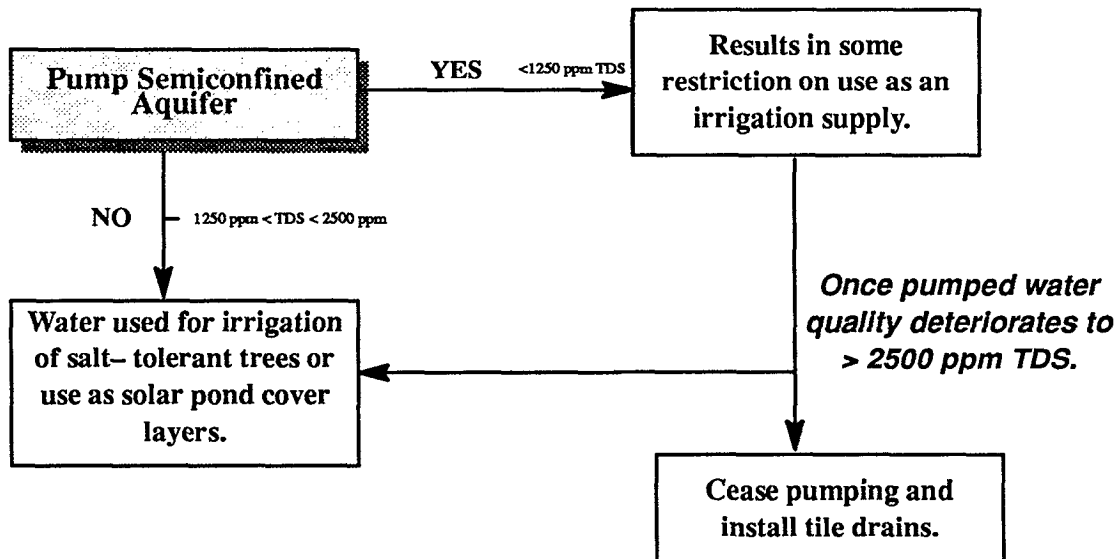 Pump Semiconfined
Aquifer
YES
<1250 ppm TDS
Results in some
restriction on use as an
irrigation supply.
NO
1250 ppm < TDS < 2500 ppm
Once pumped water
quality deteriorates to
> 2500 ppm TDS.
Water used for irrigation
of salt– tolerant trees or
use as solar pond cover
layers.
Cease pumping and
install tile drains.